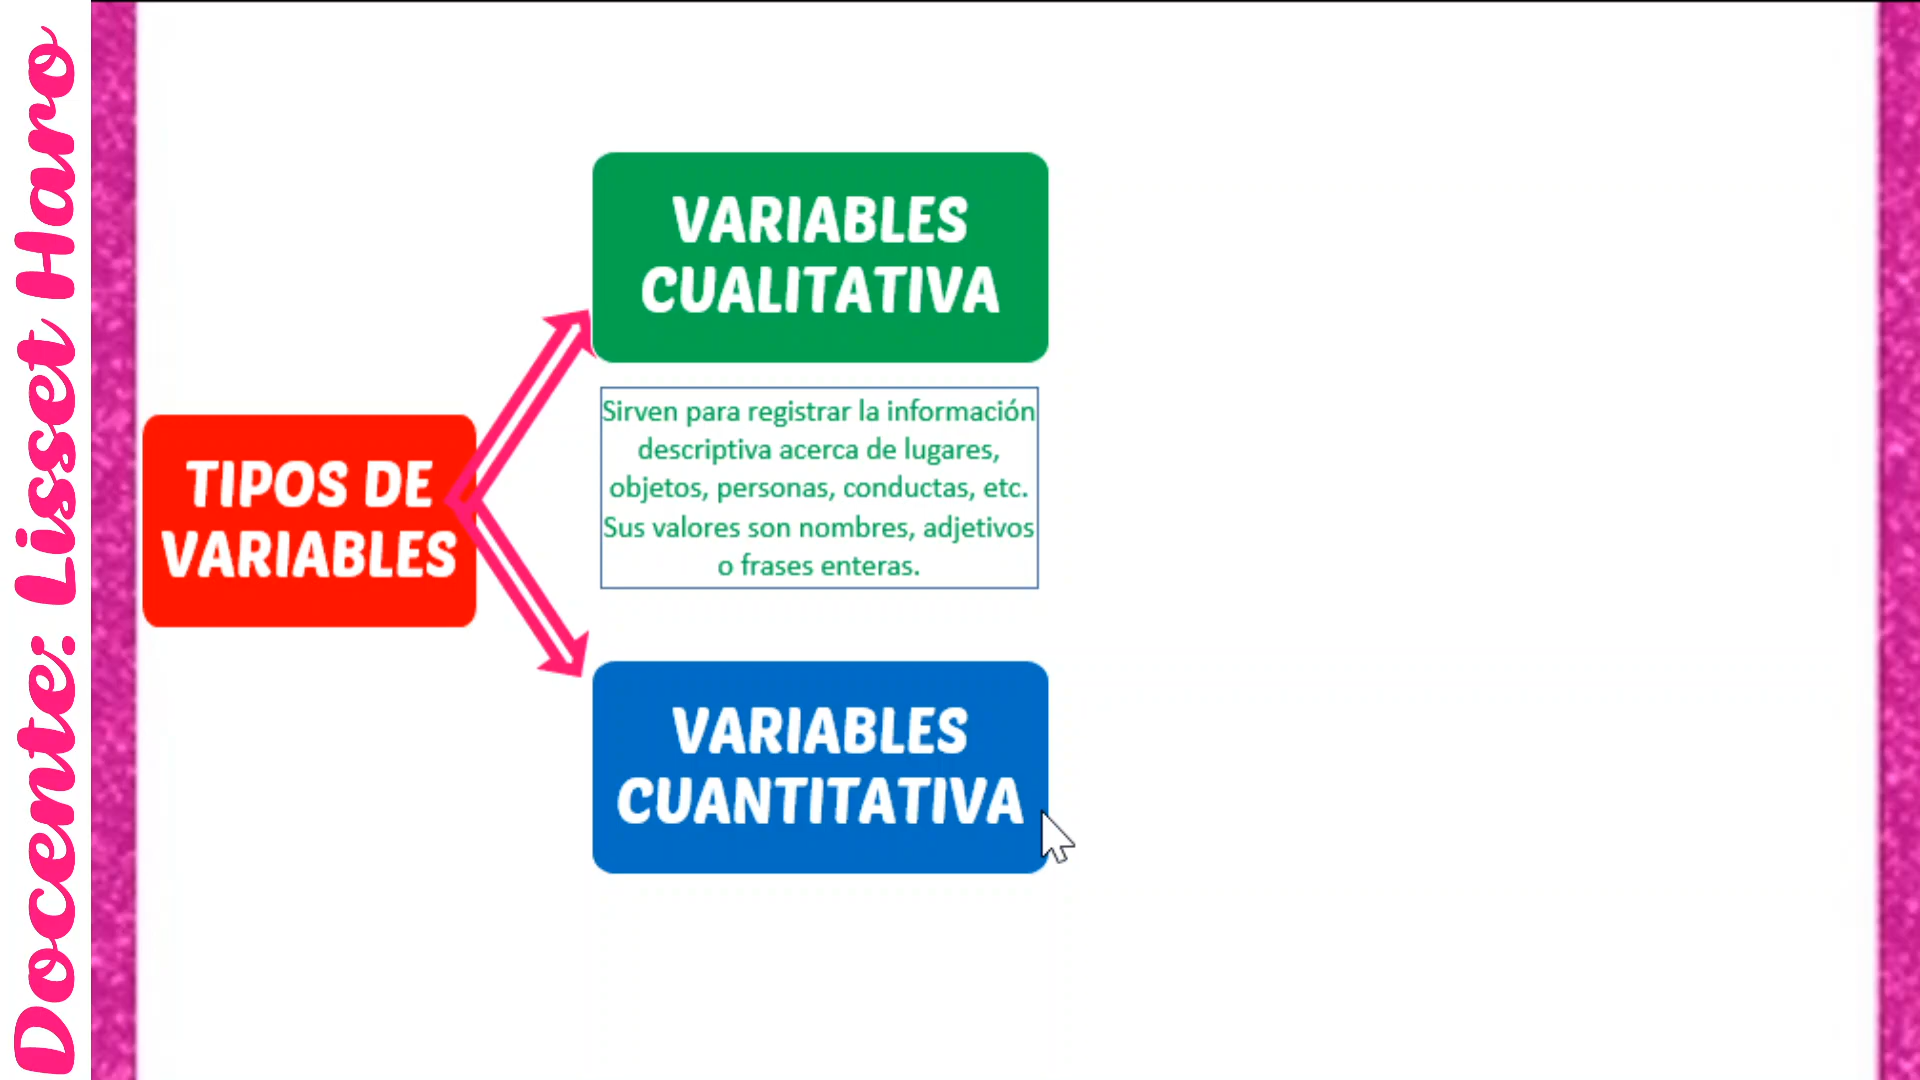 Docente: Lisset Haro
TIPOS DE
VARIABLES
VARIABLES
CUALITATIVA
Sirven para registrar la información
descriptiva acerca de lugares,
objetos, personas, conductas, etc.
Sus valores son nombres, adjetivos
o frases enteras.
VARIABLES
CUANTITATIVA